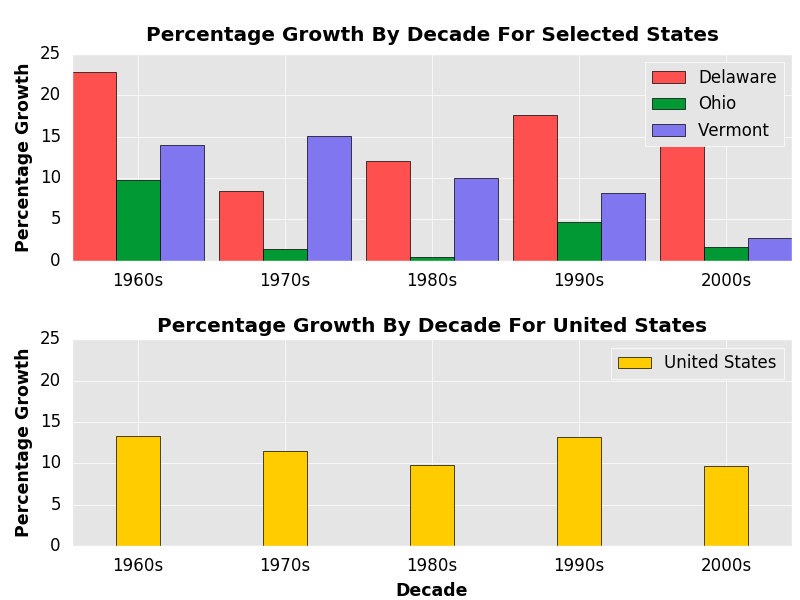 Percentage Growth By Decade For Selected States
Percentage Growth
25
20
15
10
5
0
Delaware
Ohio
Vermont
1960s 1970s 1980s 1990s 2000s
Percentage Growth By Decade For United States
Percentage Growth
25
20
15
10
5
0
United States
1960s 1970s 1980s 1990s 2000s
Decade